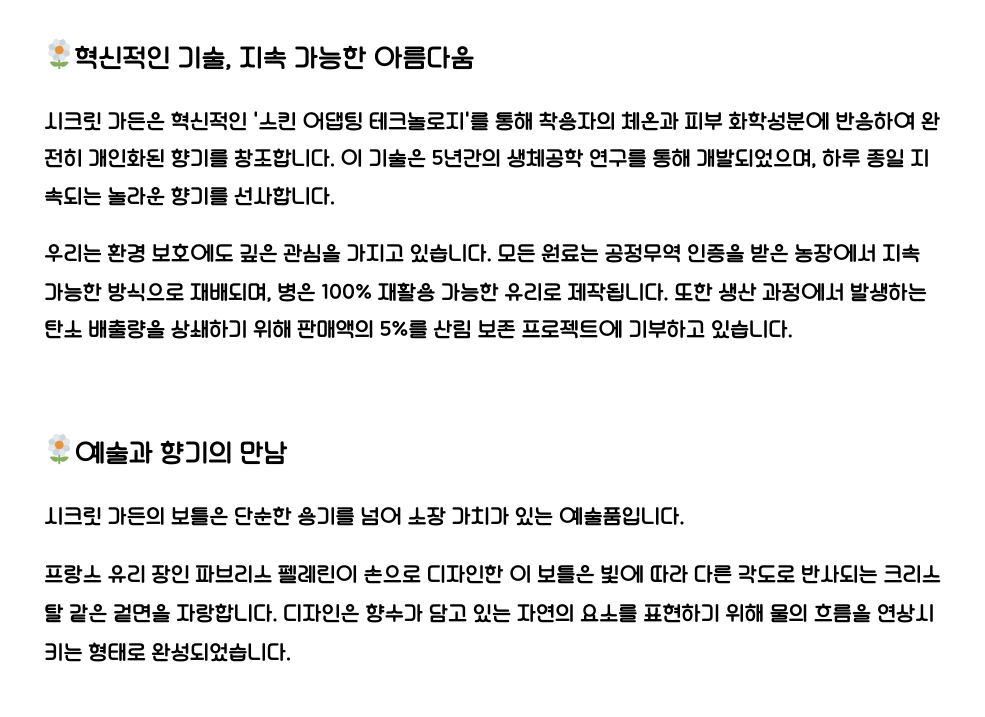 🌼혁신적인 기술, 지속 가능한 아름다움
시크릿 가든은 혁신적인 '스킨 어댑팅 테크놀로지'를 통해 착용자의 체온과 피부 화학성분에 반응하여 완
전히 개인화된 향기를 창조합니다. 이 기술은 5년간의 생체공학 연구를 통해 개발되었으며, 하루 종일 지
속되는 놀라운 향기를 선사합니다.
우리는 환경 보호에도 깊은 관심을 가지고 있습니다. 모든 원료는 공정무역 인증을 받은 농장에서 지속
가능한 방식으로 재배되며, 병은 100% 재활용 가능한 유리로 제작됩니다. 또한 생산 과정에서 발생하는
탄소 배출량을 상쇄하기 위해 판매액의 5%를 산림 보존 프로젝트에 기부하고 있습니다.
🌼예술과 향기의 만남
시크릿 가든의 보틀은 단순한 용기를 넘어 소장 가치가 있는 예술품입니다.
프랑스 유리 장인 파브리스 펠레린이 손으로 디자인한 이 보틀은 빛에 따라 다른 각도로 반사되는 크리스
탈 같은 겉면을 자랑합니다. 디자인은 향수가 담고 있는 자연의 요소를 표현하기 위해 물의 흐름을 연상시
키는 형태로 완성되었습니다.